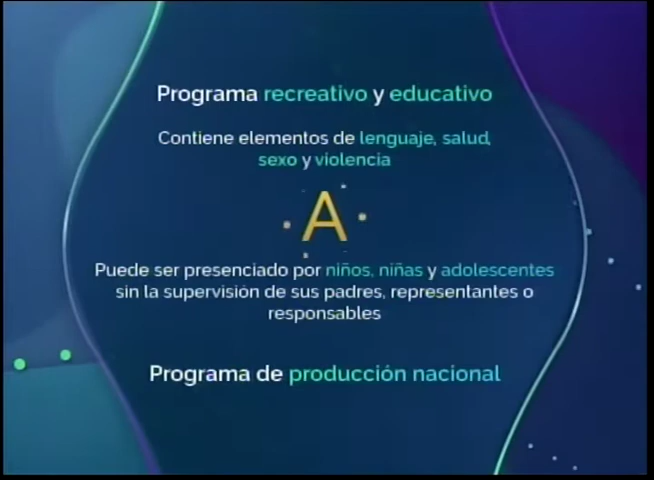 Programa recreativo y educativo
Contiene elementos de lenguaje, salud,
sexo y violencia
A
Puede ser presenciado por niños, niñas y adolescentes
sin la supervisión de sus padres, representantes o
responsables
Programa de producción nacional